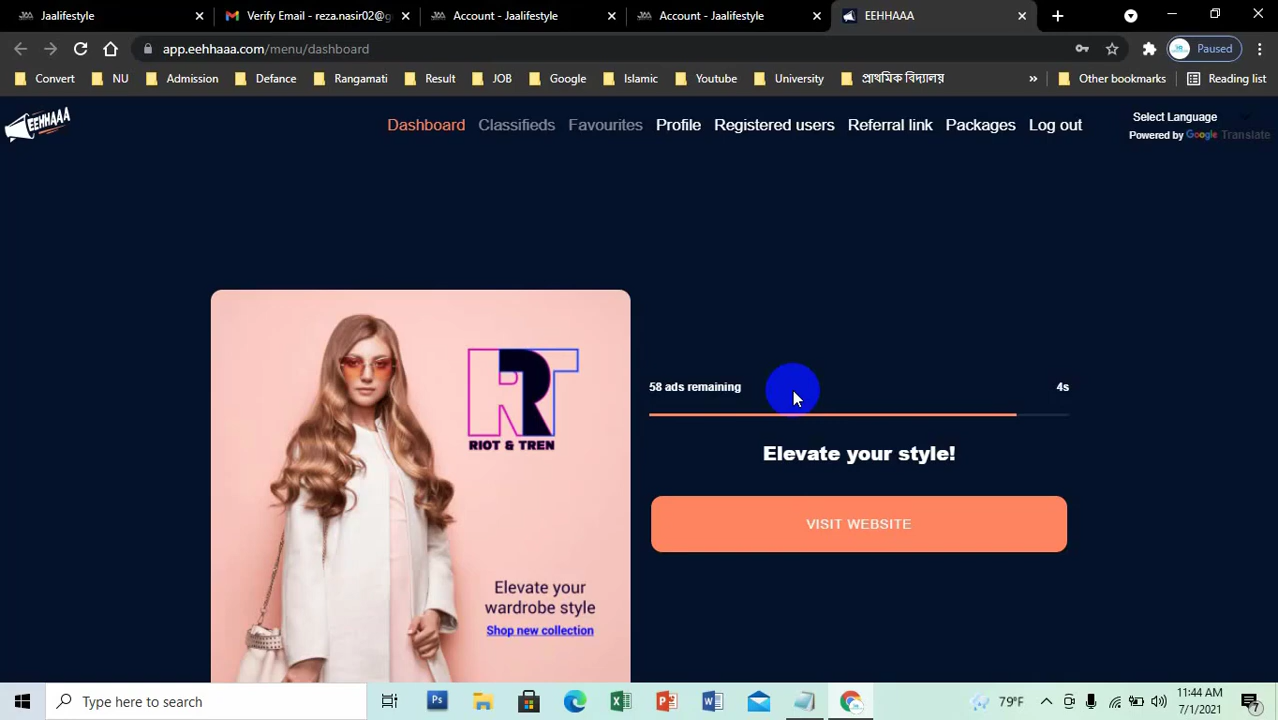 Jaalifestyle
Verify Email - reza.nasir02@g
Account - Jaalifestyle
Account - Jaalifestyle
EEHHAAA
app.eehhaaa.com/menu/dashboard
Paused
Convert NU Admission Defance Rangamati Result JOB Google Islamic Youtube University প্রাথমিক বিদ্যালয় » Other bookmarks Reading list
EEHHAAA
Dashboard Classifieds Favourites Profile Registered users Referral link Packages Log out
Select Language
Powered by Google Translate
RT
RIOT & TREN
Elevate your
wardrobe style
Shop new collection
58 ads remaining 4s
Elevate your style!
VISIT WEBSITE
Type here to search
Ps
79°F
11:44 AM
7/1/2021
7